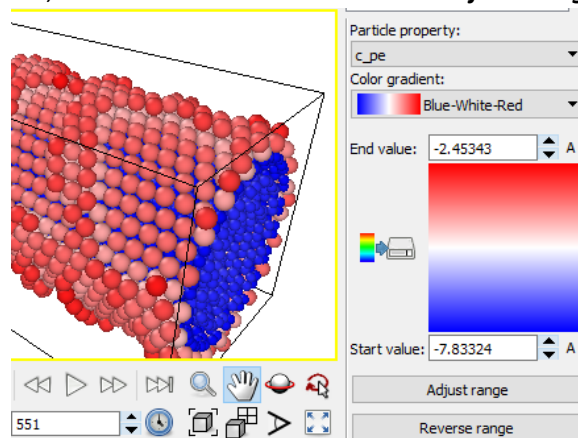 Particle property:
c_pe
Color gradient:
Blue-White-Red
End value: -2.45343 A
Start value: -7.83324 A
Adjust range
551
Reverse range